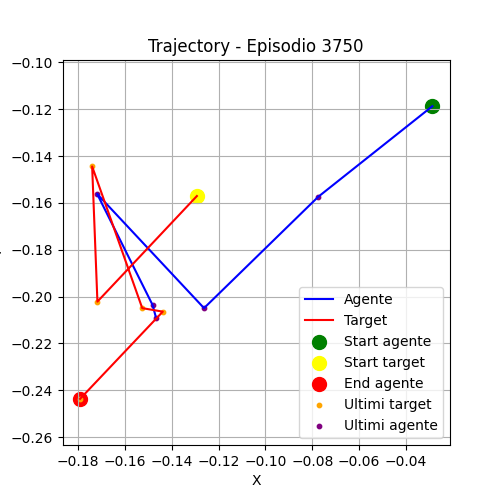 Trajectory - Episodio 3750
−0.10
−0.12
−0.14
−0.16
−0.18
−0.20
−0.22
−0.24
−0.26
Agente
Target
Start agente
Start target
End agente
Ultimi target
Ultimi agente
−0.18 −0.16 −0.14 −0.12 −0.10 −0.08 −0.06 −0.04
X